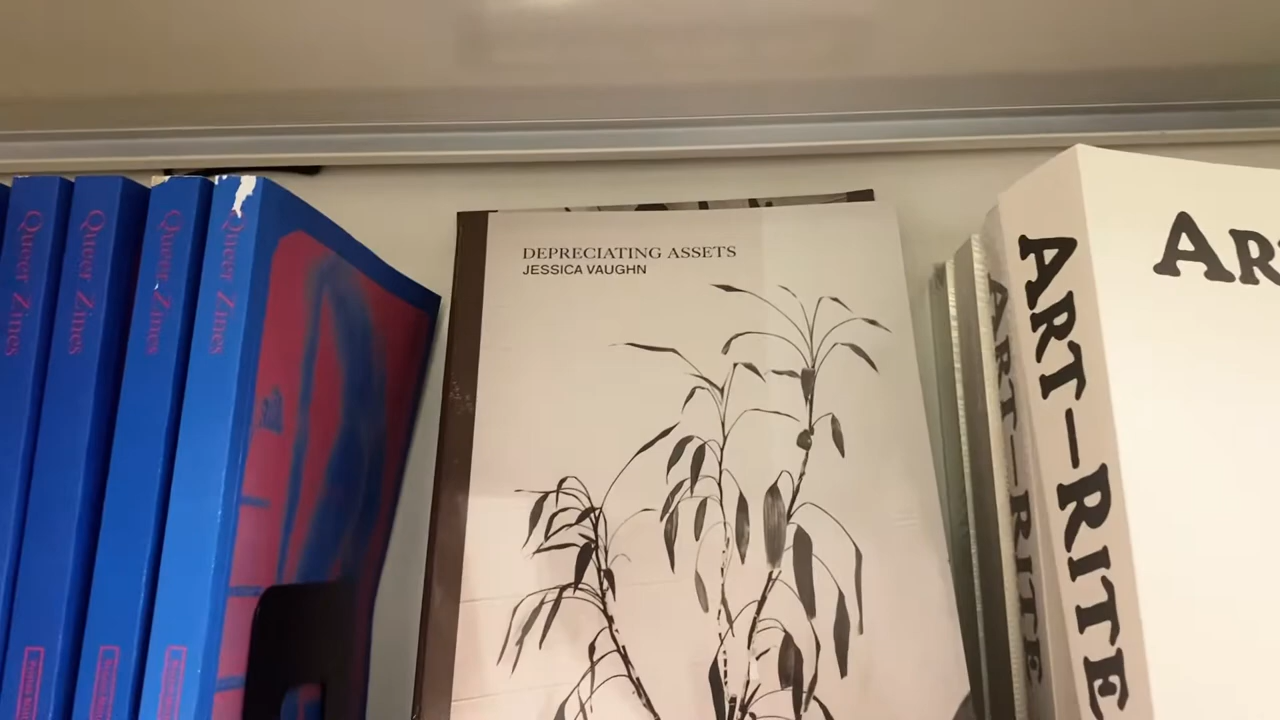 Queer Zines
Queer Zines
Queer Zines
Queer Zines
DEPRECIATING ASSETS
JESSICA VAUGHN
ART-RITE
ART-RITE
AR